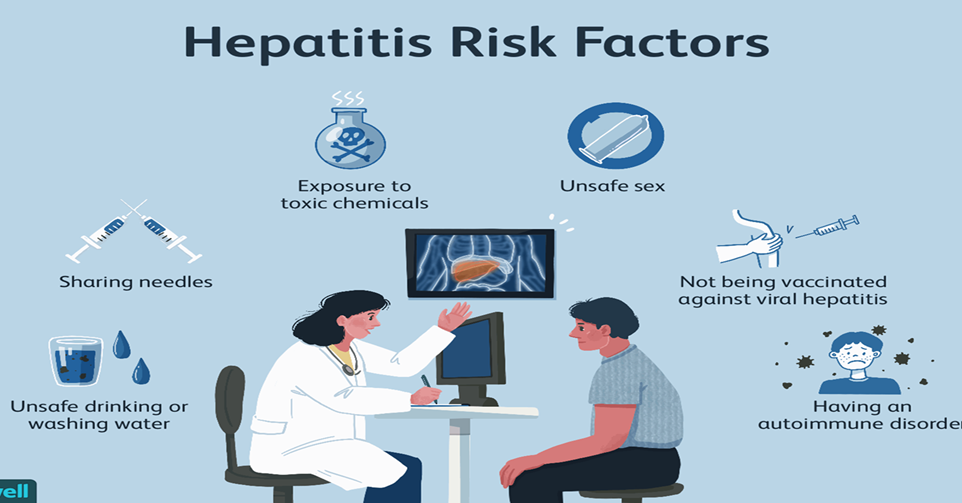 Hepatitis Risk Factors
Exposure to
toxic chemicals
Unsafe sex
Sharing needles
Not being vaccinated
against viral hepatitis
Unsafe drinking or
washing water
Having an
autoimmune disorder